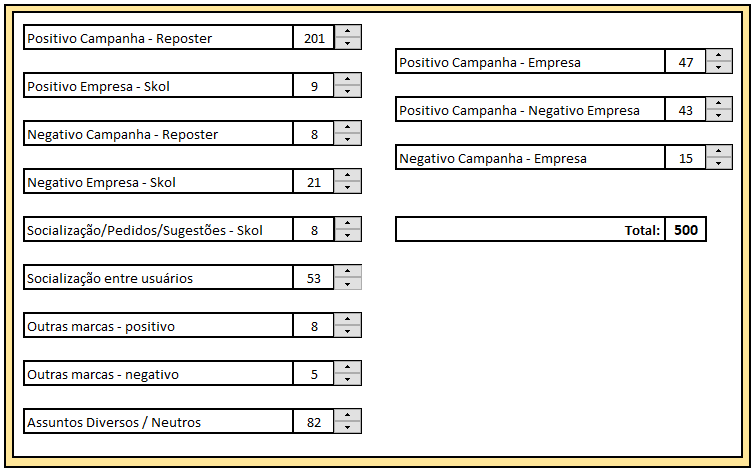 Positivo Campanha - Reposter 201
Positivo Empresa - Skol 9
Negativo Campanha - Reposter 8
Negativo Empresa - Skol 21
Socialização/Pedidos/Sugestões - Skol 8
Socialização entre usuários 53
Outras marcas - positivo 8
Outras marcas - negativo 5
Assuntos Diversos / Neutros 82
Positivo Campanha - Empresa 47
Positivo Campanha - Negativo Empresa 43
Negativo Campanha - Empresa 15
Total: 500